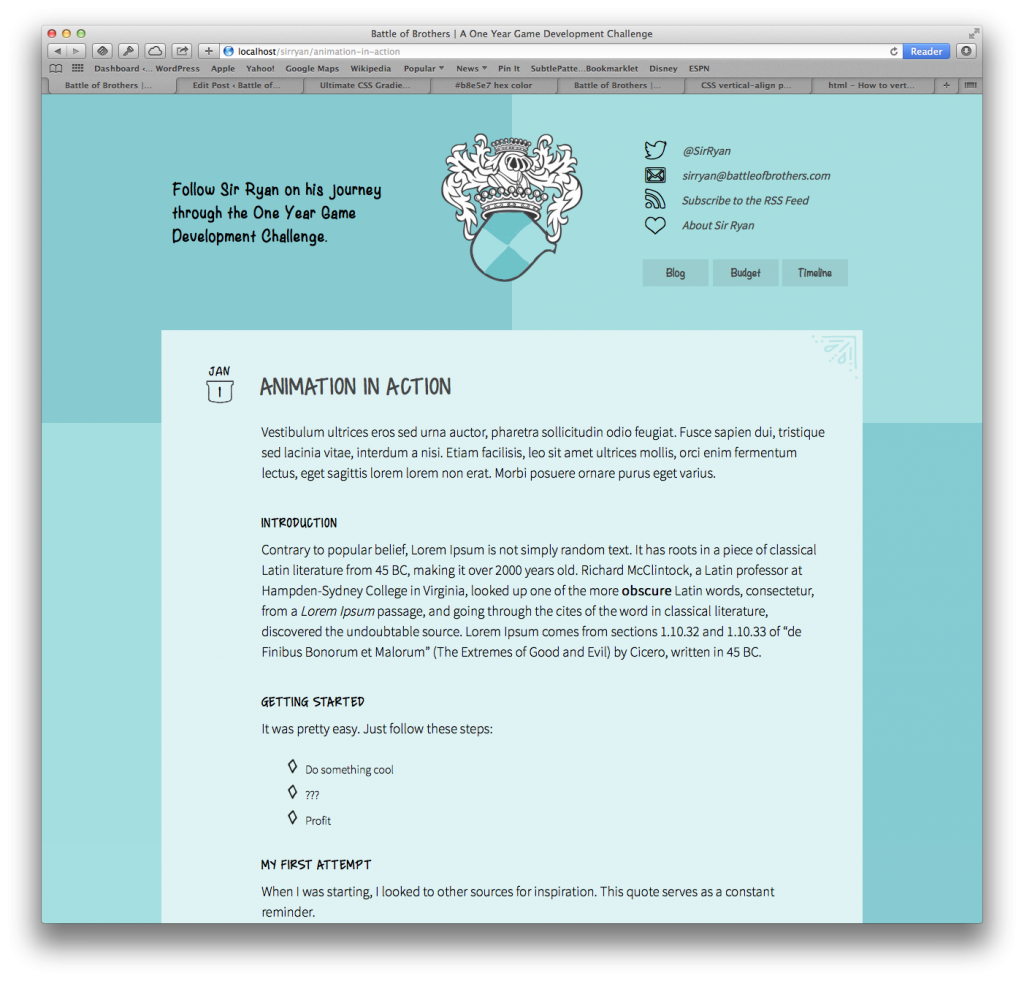 Battle of Brothers | A One Year Game Development Challenge
localhost/sirryan/animation-in-action
Reader
Dashboard ‹... WordPress Apple Yahoo! Google Maps Wikipedia Popular News Pin It SubtlePatte...Bookmarklet Disney ESPN
Battle of Brothers |... Edit Post ‹ Battle of... Ultimate CSS Gradie... #b8e5e7 hex color Battle of Brothers |... CSS vertical-align p... html - How to vert...
Follow Sir Ryan on his journey
through the One Year Game
Development Challenge.
@SirRyan
sirryan@battleofbrothers.com
Subscribe to the RSS Feed
About Sir Ryan
Blog Budget Timeline
JAN
1
ANIMATION IN ACTION
Vestibulum ultrices eros sed urna auctor, pharetra sollicitudin odio feugiat. Fusce sapien dui, tristique
sed lacinia vitae, interdum a nisi. Etiam facilisis, leo sit amet ultrices mollis, orci enim fermentum
lectus, eget sagittis lorem lorem non erat. Morbi posuere ornare purus eget varius.
INTRODUCTION
Contrary to popular belief, Lorem Ipsum is not simply random text. It has roots in a piece of classical
Latin literature from 45 BC, making it over 2000 years old. Richard McClintock, a Latin professor at
Hampden-Sydney College in Virginia, looked up one of the more obscure Latin words, consectetur,
from a Lorem Ipsum passage, and going through the cites of the word in classical literature,
discovered the undoubtable source. Lorem Ipsum comes from sections 1.10.32 and 1.10.33 of “de
Finibus Bonorum et Malorum” (The Extremes of Good and Evil) by Cicero, written in 45 BC.
GETTING STARTED
It was pretty easy. Just follow these steps:
Do something cool
???
Profit
MY FIRST ATTEMPT
When I was starting, I looked to other sources for inspiration. This quote serves as a constant
reminder.